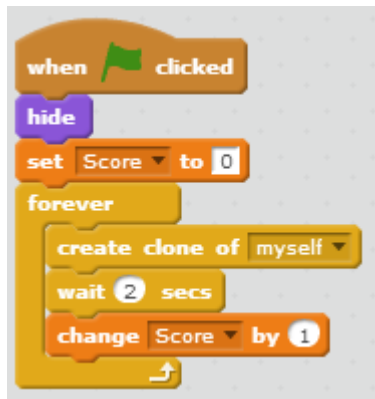 when clicked
hide
set Score to 0
forever
create clone of myself
wait 2 secs
change Score by 1